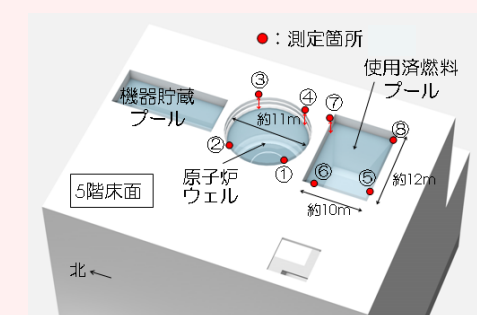 ●：測定箇所
使用済燃料
プール
機器貯蔵
プール
③
④
⑦
⑧
約11m
②
①
原子炉
ウェル
⑥
⑤
約12m
約10m
5階床面
北